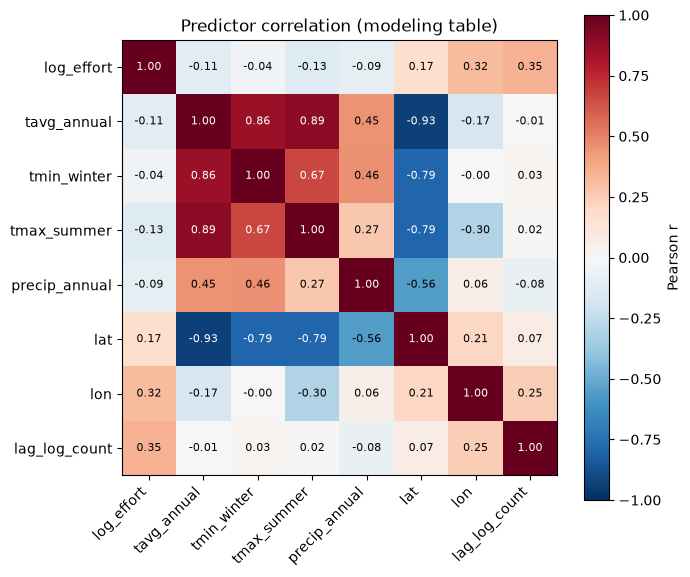 Predictor correlation (modeling table)
log_effort 1.00 -0.11 -0.04 -0.13 -0.09 0.17 0.32 0.35
tavg_annual -0.11 1.00 0.86 0.89 0.45 -0.93 -0.17 -0.01
tmin_winter -0.04 0.86 1.00 0.67 0.46 -0.79 -0.00 0.03
tmax_summer -0.13 0.89 0.67 1.00 0.27 -0.79 -0.30 0.02
precip_annual -0.09 0.45 0.46 0.27 1.00 -0.56 0.06 -0.08
lat 0.17 -0.93 -0.79 -0.79 -0.56 1.00 0.21 0.07
lon 0.32 -0.17 -0.00 -0.30 0.06 0.21 1.00 0.25
lag_log_count 0.35 -0.01 0.03 0.02 -0.08 0.07 0.25 1.00
log_effort
tavg_annual
tmin_winter
tmax_summer
precip_annual
lat
lon
lag_log_count
1.00
0.75
0.50
0.25
0.00
−0.25
−0.50
−0.75
−1.00
Pearson r